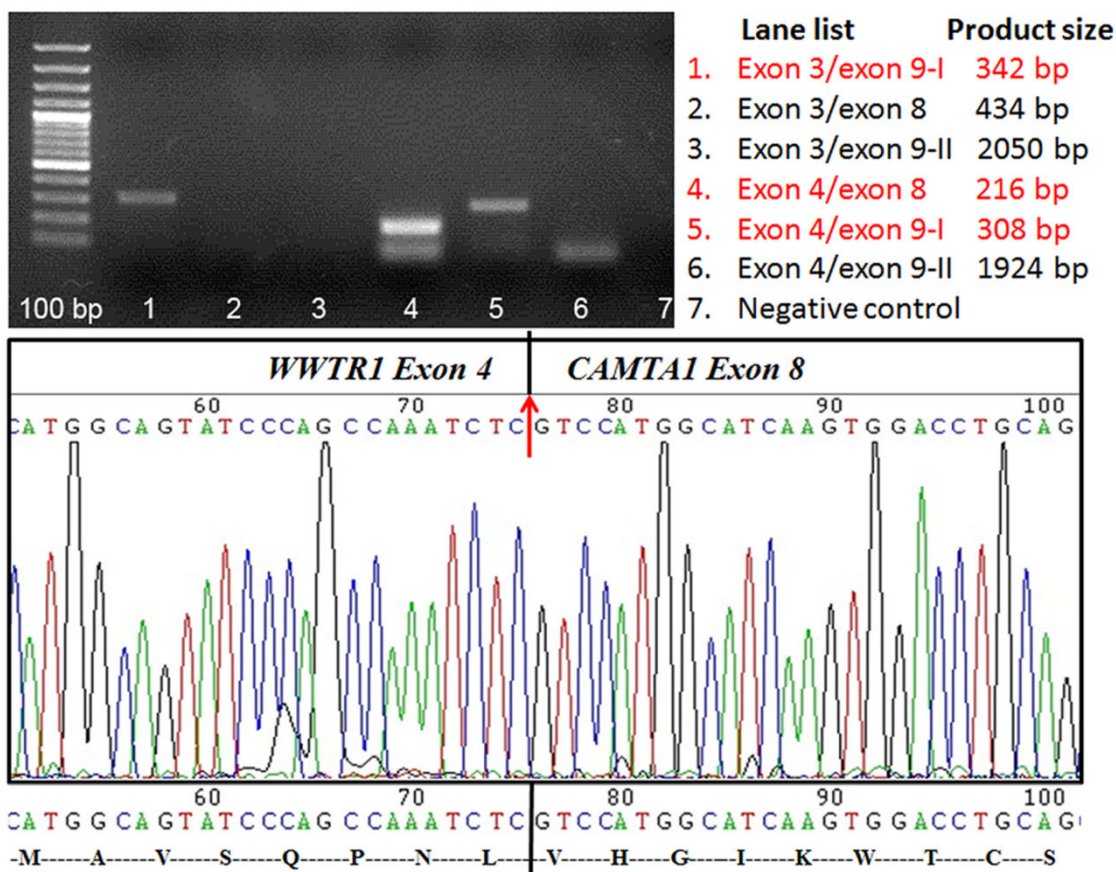 Lane list Product size
1. Exon 3/exon 9-I 342 bp
2. Exon 3/exon 8 434 bp
3. Exon 3/exon 9-II 2050 bp
4. Exon 4/exon 8 216 bp
5. Exon 4/exon 9-I 308 bp
6. Exon 4/exon 9-II 1924 bp
7. Negative control
100 bp 1 2 3 4 5 6 7
WWTR1 Exon 4 CAMTA1 Exon 8
60 70 80 90 100
CATGGCAGTATCCCAGCCAAATCTCGTCCATGGCATCAAGTGGACCTGCAG
60 70 80 90 100
CATGGCAGTATCCCAGCCAAATCTCGTCCATGGCATCAAGTGGACCTGCAG
-M-----A-----V-----S-----Q-----P-----N-----L-----V-----H-----G-----I-----K-----W-----T-----C-----S